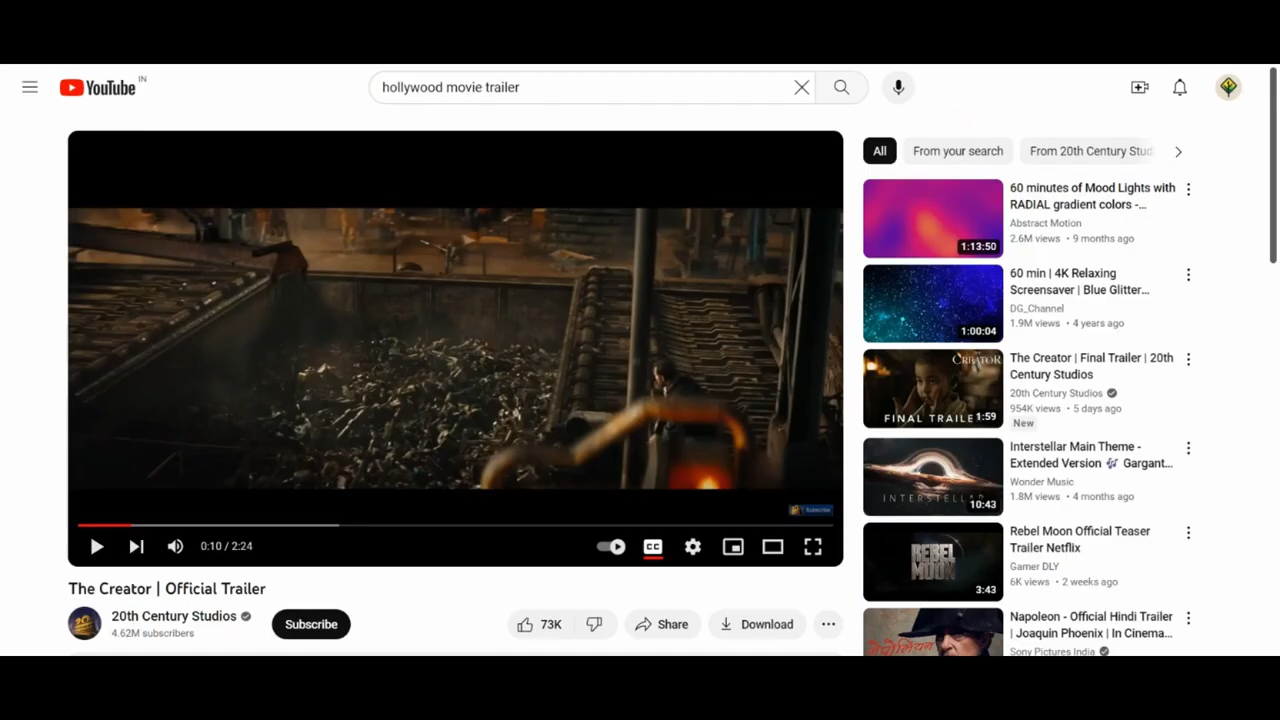 YouTube IN
hollywood movie trailer
All
From your search
From 20th Century Stud
60 minutes of Mood Lights with
RADIAL gradient colors -...
Abstract Motion
2.6M views • 9 months ago
1:13:50
60 min | 4K Relaxing
Screensaver | Blue Glitter...
DG_Channel
1.9M views • 4 years ago
1:00:04
CREATOR
FINAL TRAILE
1:59
The Creator | Final Trailer | 20th
Century Studios
20th Century Studios
954K views • 5 days ago
New
INTERSTELLAR
10:43
Interstellar Main Theme -
Extended Version 🎶 Gargant...
Wonder Music
1.8M views • 4 months ago
REBEL
MOON
3:43
Rebel Moon Official Teaser
Trailer Netflix
Gamer DLY
6K views • 2 weeks ago
नेपोलियन
Napoleon - Official Hindi Trailer
| Joaquin Phoenix | In Cinema...
Sony Pictures India
Subscribe
0:10 / 2:24
CC
The Creator | Official Trailer
20th Century Studios
4.62M subscribers
Subscribe
73K
Share
Download